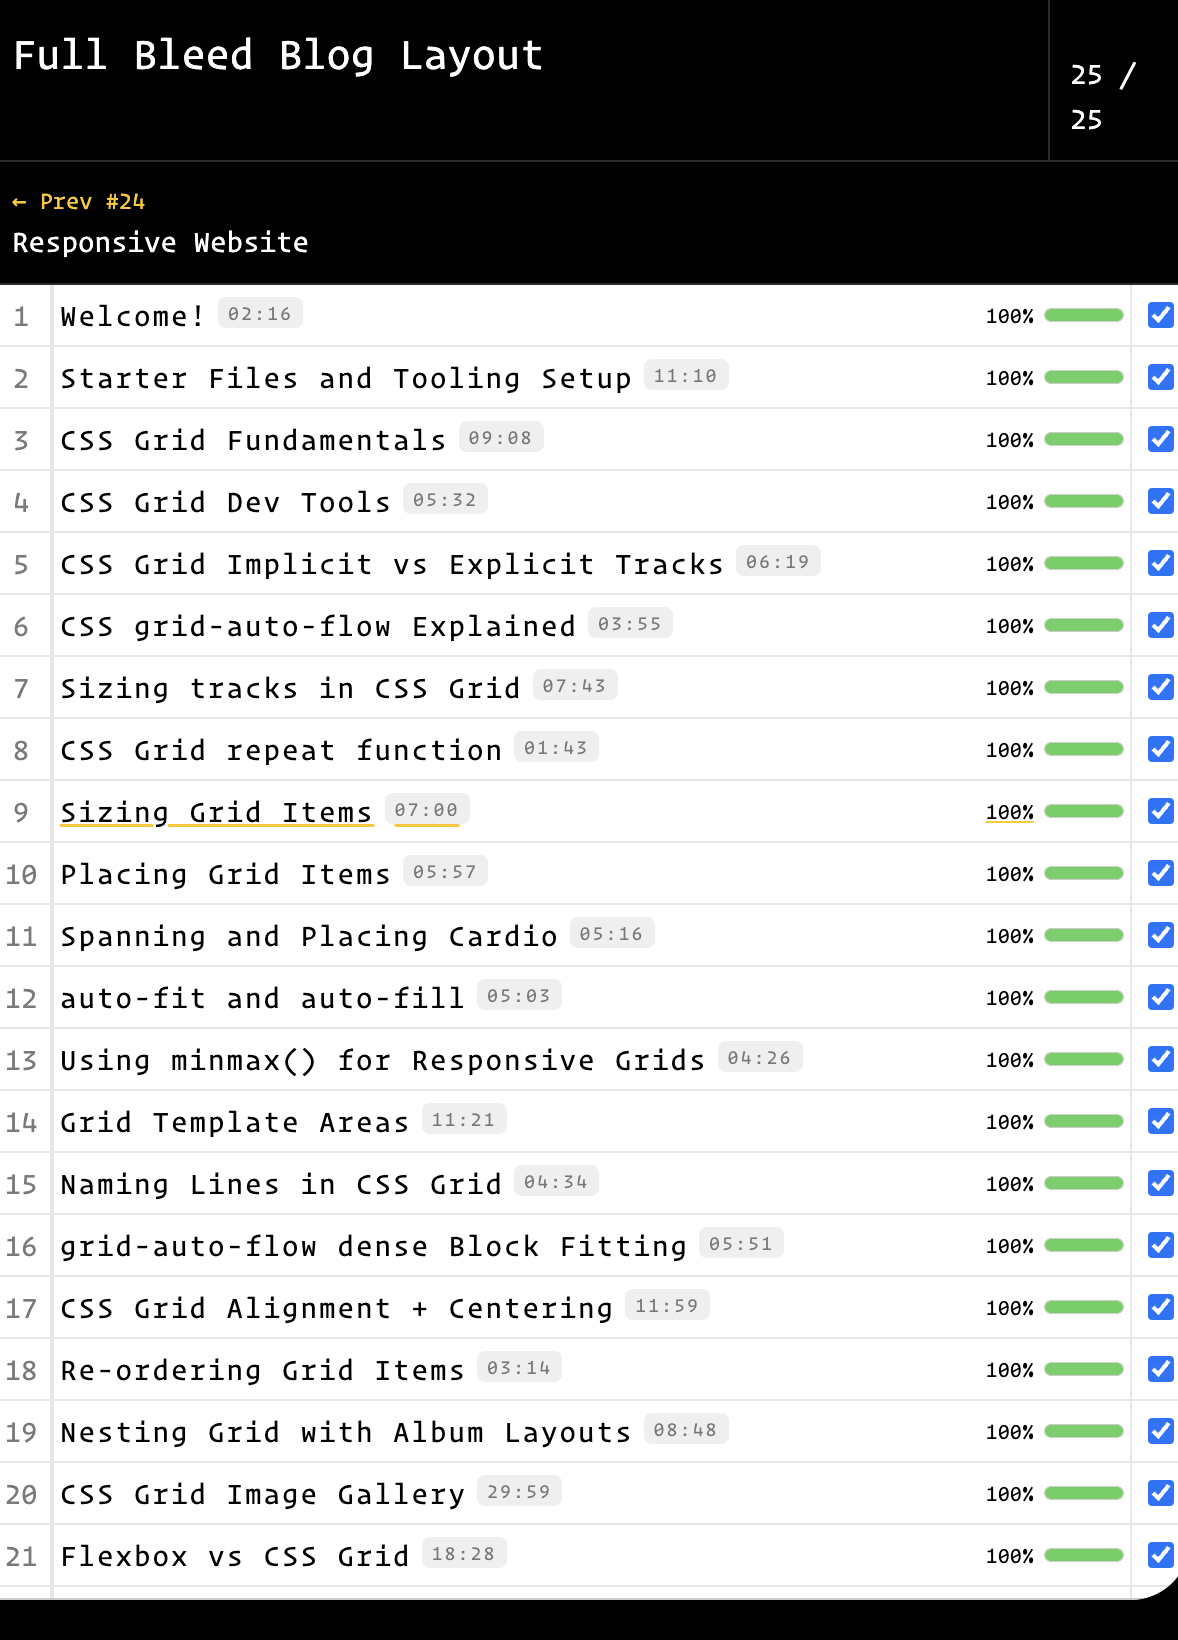 Full Bleed Blog Layout
25 /
25
← Prev #24
Responsive Website
1 Welcome! 02:16 100%
2 Starter Files and Tooling Setup 11:10 100%
3 CSS Grid Fundamentals 09:08 100%
4 CSS Grid Dev Tools 05:32 100%
5 CSS Grid Implicit vs Explicit Tracks 06:19 100%
6 CSS grid-auto-flow Explained 03:55 100%
7 Sizing tracks in CSS Grid 07:43 100%
8 CSS Grid repeat function 01:43 100%
9 Sizing Grid Items 07:00 100%
10 Placing Grid Items 05:57 100%
11 Spanning and Placing Cardio 05:16 100%
12 auto-fit and auto-fill 05:03 100%
13 Using minmax() for Responsive Grids 04:26 100%
14 Grid Template Areas 11:21 100%
15 Naming Lines in CSS Grid 04:34 100%
16 grid-auto-flow dense Block Fitting 05:51 100%
17 CSS Grid Alignment + Centering 11:59 100%
18 Re-ordering Grid Items 03:14 100%
19 Nesting Grid with Album Layouts 08:48 100%
20 CSS Grid Image Gallery 29:59 100%
21 Flexbox vs CSS Grid 18:28 100%